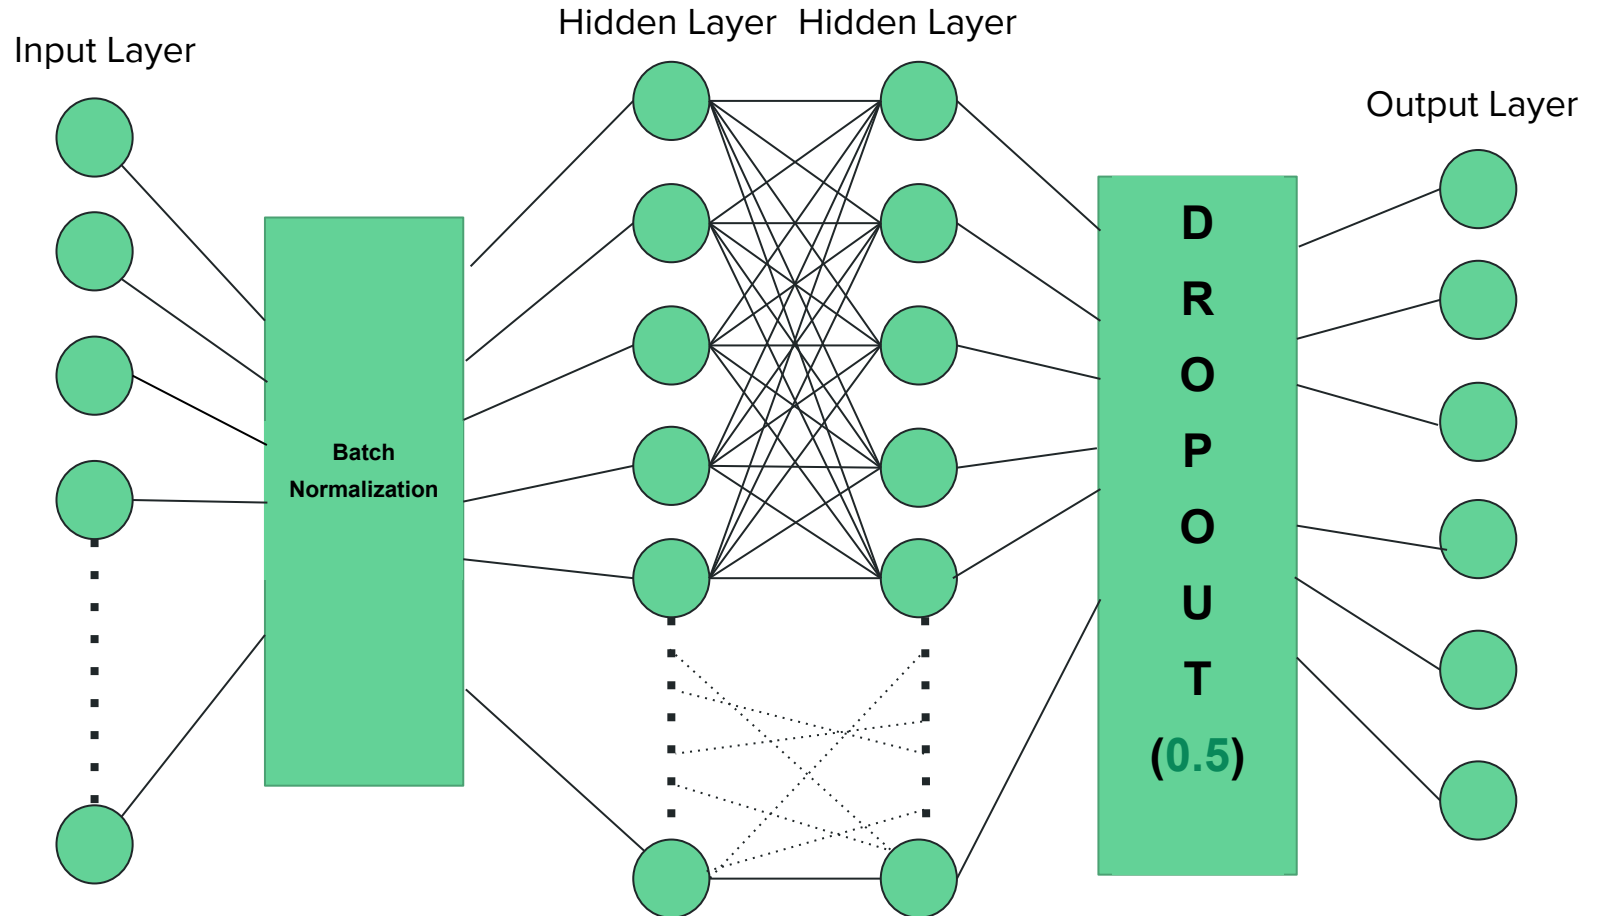 Input Layer
Hidden Layer
Hidden Layer
Output Layer
Batch
Normalization
D
R
O
P
O
U
T
(0.5)